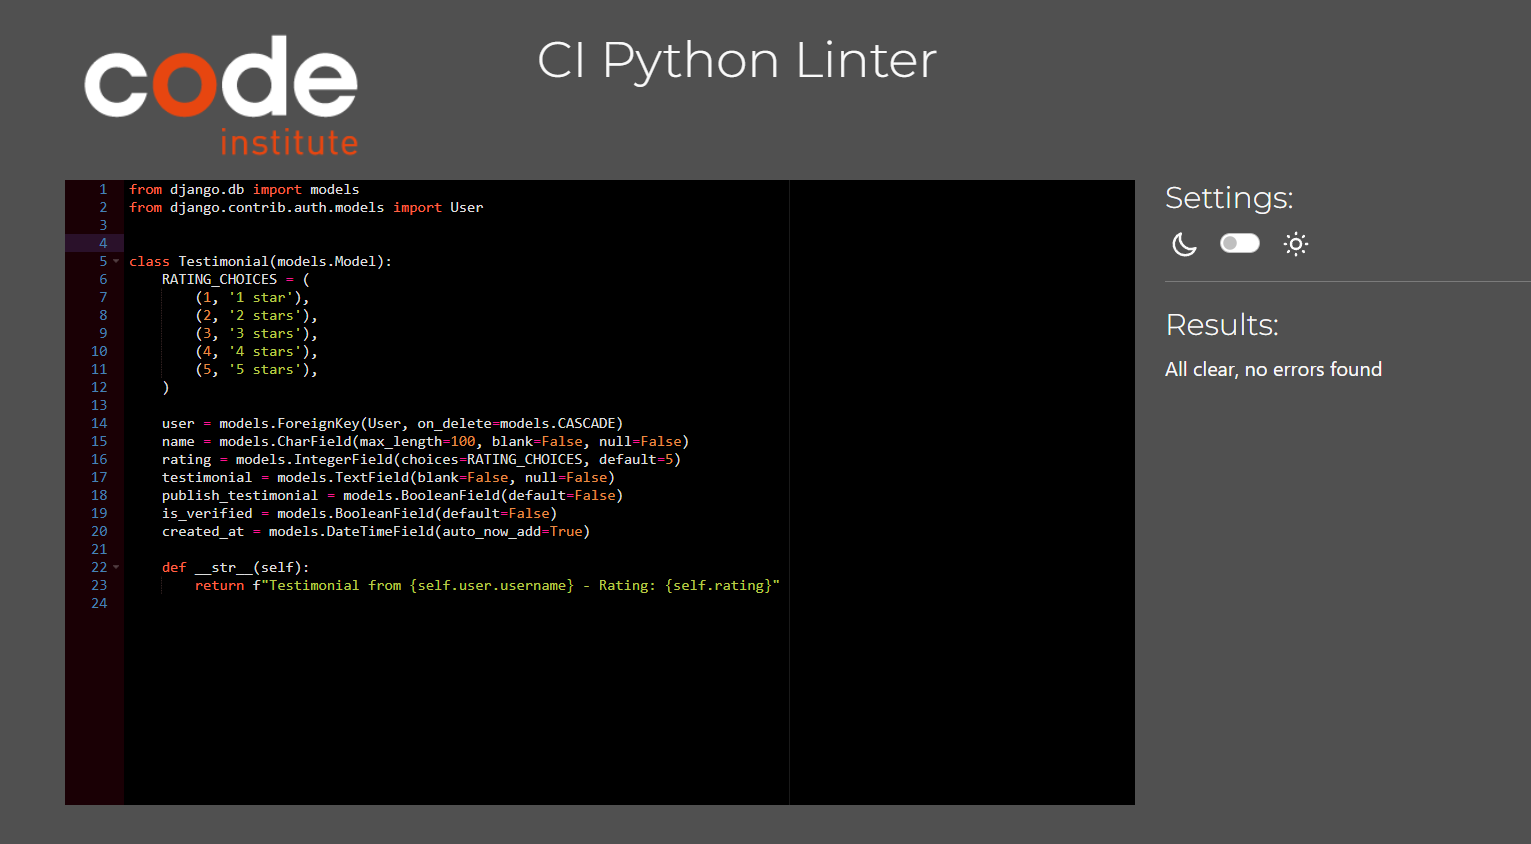 code
institute
CI Python Linter
1 from django.db import models
2 from django.contrib.auth.models import User
3
4
5 class Testimonial(models.Model):
6     RATING_CHOICES = (
7         (1, '1 star'),
8         (2, '2 stars'),
9         (3, '3 stars'),
10         (4, '4 stars'),
11         (5, '5 stars'),
12     )
13
14     user = models.ForeignKey(User, on_delete=models.CASCADE)
15     name = models.CharField(max_length=100, blank=False, null=False)
16     rating = models.IntegerField(choices=RATING_CHOICES, default=5)
17     testimonial = models.TextField(blank=False, null=False)
18     publish_testimonial = models.BooleanField(default=False)
19     is_verified = models.BooleanField(default=False)
20     created_at = models.DateTimeField(auto_now_add=True)
21
22     def __str__(self):
23         return f"Testimonial from {self.user.username} - Rating: {self.rating}"
24
Settings:
Results:
All clear, no errors found